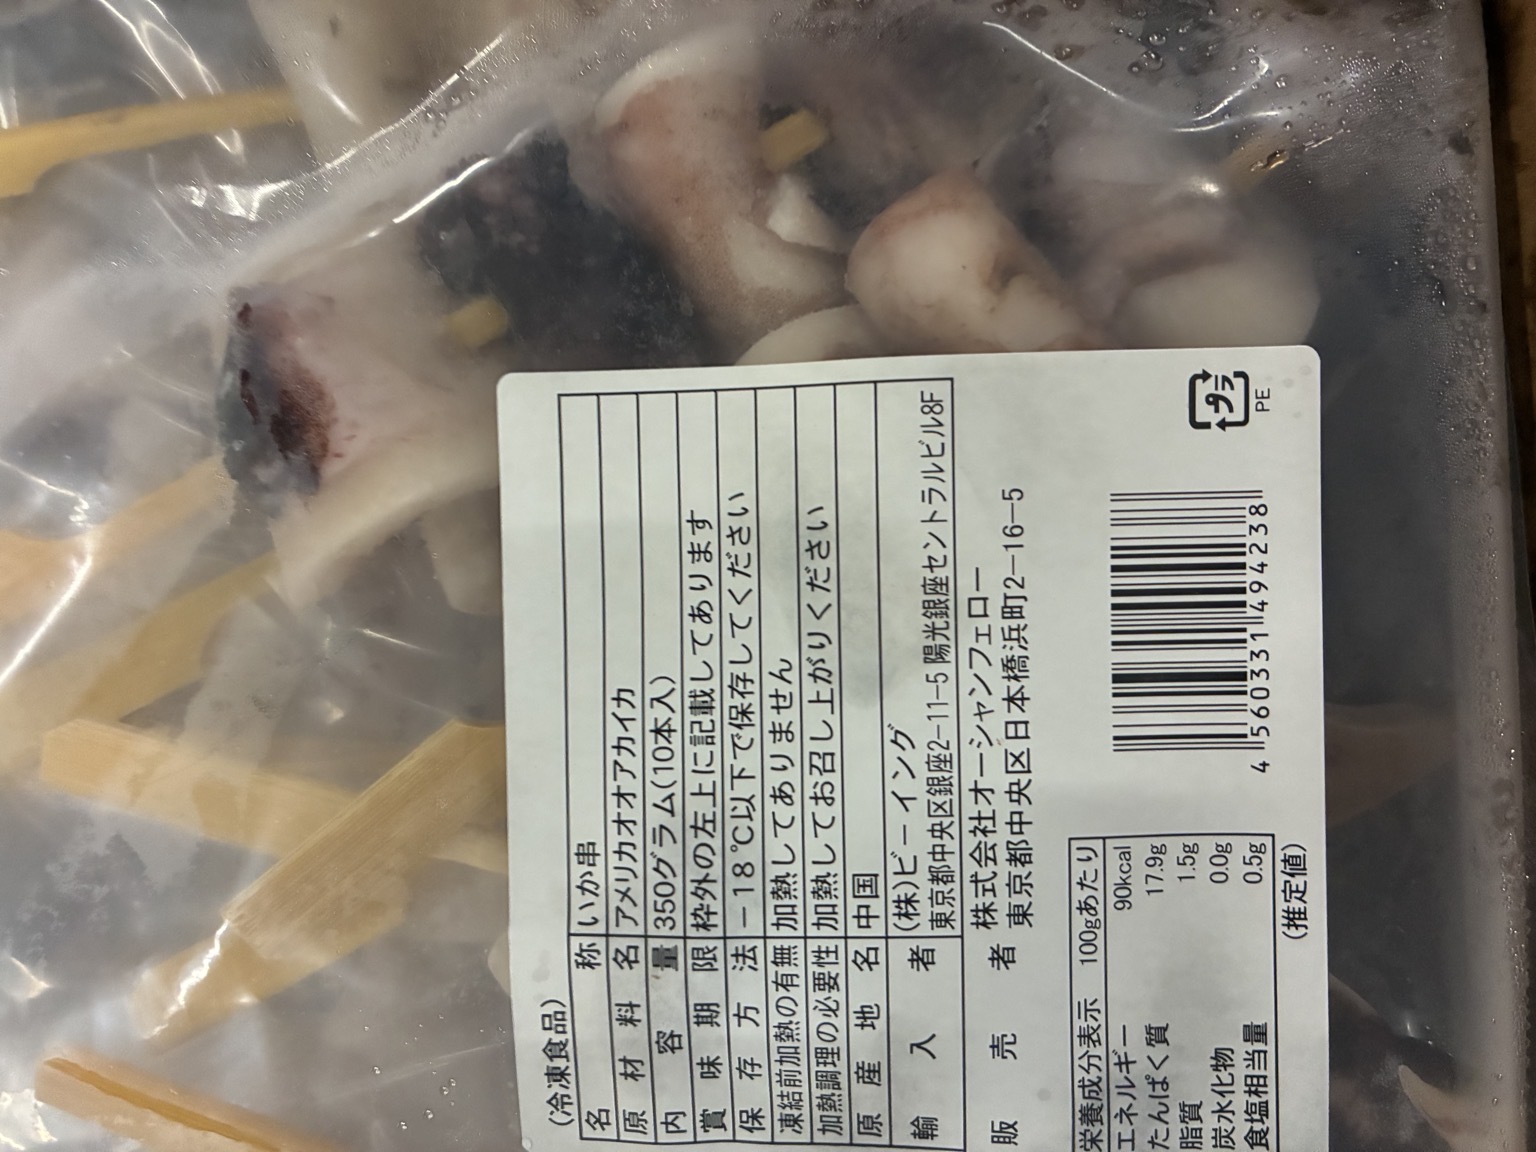 (冷凍食品)
名称 いか串
原材料名 アメリカオオアカイカ
内容量 350グラム(10本入)
賞味期限 枠外の左上に記載してあります
保存方法 −18℃以下で保存してください
凍結前加熱の有無 加熱してありません
加熱調理の必要性 加熱してお召し上がりください
原産地名 中国
輸入者 (株)ビーイング
東京都中央区銀座2−11−5 陽光銀座セントラルビル8F
販売者 株式会社オーシャンフェロー
東京都中央区日本橋浜町2−16−5
栄養成分表示 100gあたり
エネルギー 90kcal
たんぱく質 17.9g
脂質 1.5g
炭水化物 0.0g
食塩相当量 0.5g
(推定値)
4 560331 494238
プラ
PE